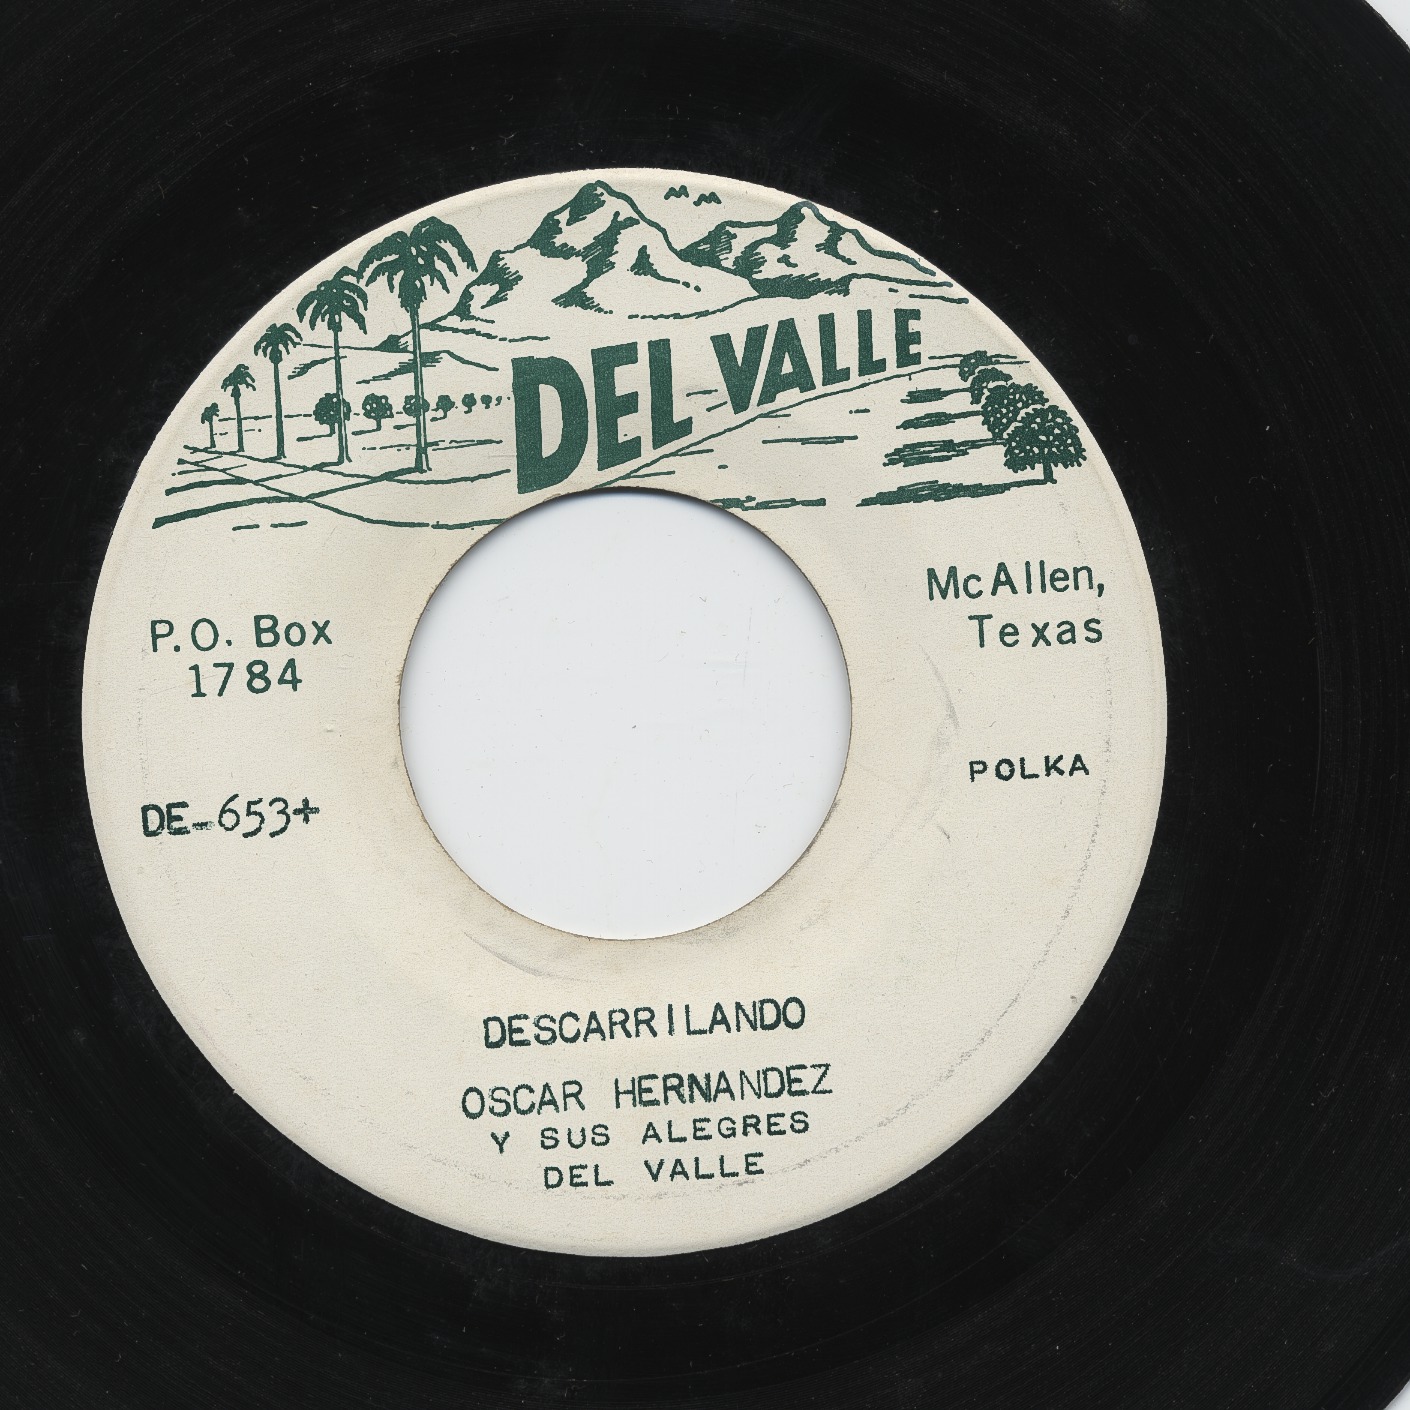 DEL VALLE
McAllen,
Texas
P.O. Box
1784
POLKA
DE-653+
DESCARRILANDO
OSCAR HERNANDEZ
Y SUS ALEGRES
DEL VALLE